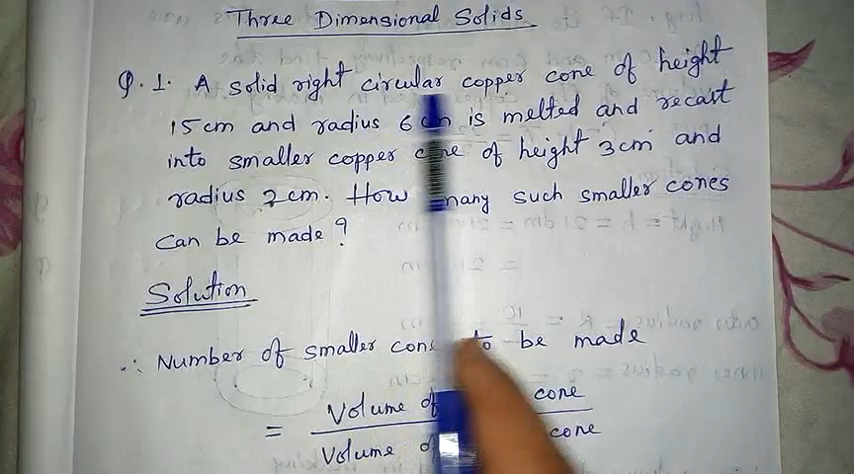 Three Dimensional Solids
Q.1. A solid right circular copper cone of height
15 cm and radius 6 cm is melted and recast
into smaller copper cone of height 3 cm and
radius 2 cm. How many such smaller cones
can be made?
Solution
∴ Number of smaller to be made
= Volume of cone
Volume of cone